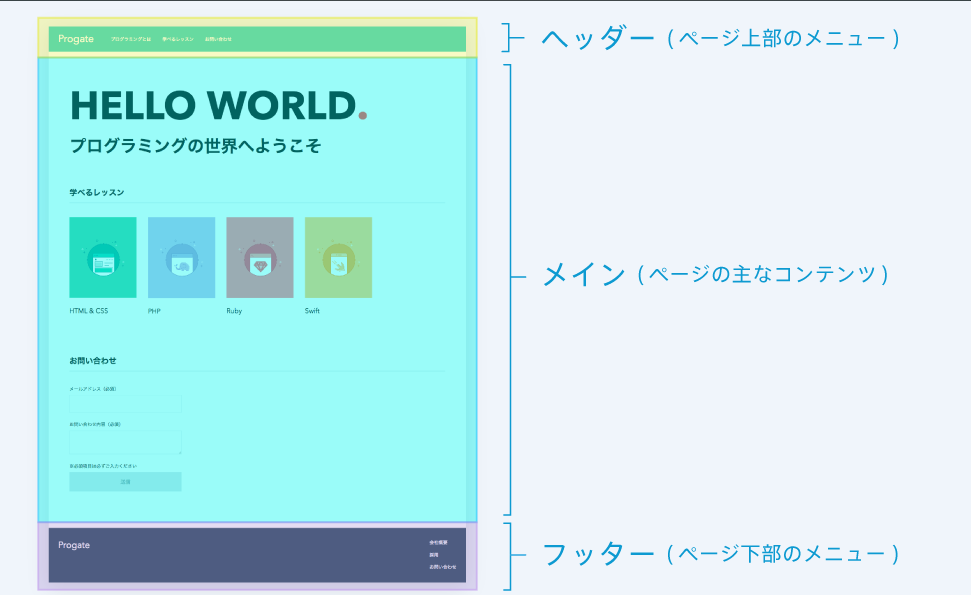 Progate プログラミングとは 学べるレッスン お問い合わせ
ヘッダー (ページ上部のメニュー)
HELLO WORLD.
プログラミングの世界へようこそ
学べるレッスン
HTML & CSS PHP Ruby Swift
メイン (ページの主なコンテンツ)
お問い合わせ
メールアドレス（必須）
お問い合わせ内容（必須）
※必須項目は必ずご入力ください
送信
Progate
会社概要
採用
お問い合わせ
フッター (ページ下部のメニュー)